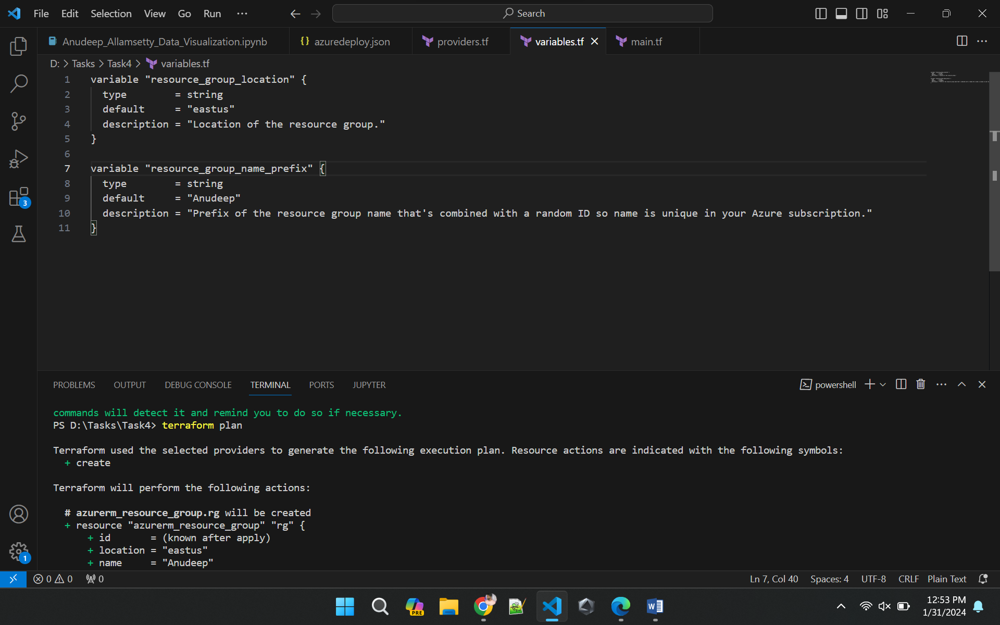 File Edit Selection View Go Run ··· Search
Anudeep_Allamsetty_Data_Visualization.ipynb {} azuredeploy.json providers.tf variables.tf main.tf
D: > Tasks > Task4 > variables.tf
1 variable "resource_group_location" {
2 type = string
3 default = "eastus"
4 description = "Location of the resource group."
5 }
6
7 variable "resource_group_name_prefix" {
8 type = string
9 default = "Anudeep"
10 description = "Prefix of the resource group name that's combined with a random ID so name is unique in your Azure subscription."
11 }
3
PROBLEMS OUTPUT DEBUG CONSOLE TERMINAL PORTS JUPYTER powershell
commands will detect it and remind you to do so if necessary.
PS D:\Tasks\Task4> terraform plan
Terraform used the selected providers to generate the following execution plan. Resource actions are indicated with the following symbols:
+ create
Terraform will perform the following actions:
# azurerm_resource_group.rg will be created
+ resource "azurerm_resource_group" "rg" {
+ id = (known after apply)
+ location = "eastus"
+ name = "Anudeep"
1
0 0 0 Ln 7, Col 40 Spaces: 4 UTF-8 CRLF Plain Text
PRE
W
12:53 PM
1/31/2024